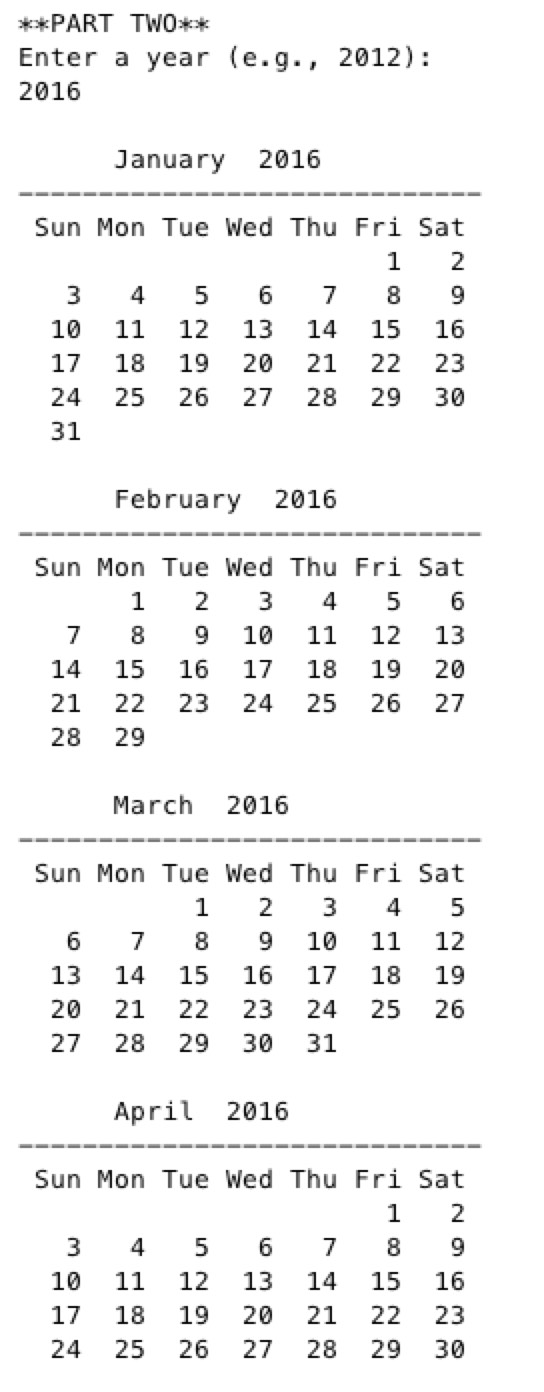 **PART TWO**
Enter a year (e.g., 2012):
2016
January  2016
-----------------------------
Sun Mon Tue Wed Thu Fri Sat
1   2
3   4   5   6   7   8   9
10  11  12  13  14  15  16
17  18  19  20  21  22  23
24  25  26  27  28  29  30
31
February  2016
-----------------------------
Sun Mon Tue Wed Thu Fri Sat
1   2   3   4   5   6
7   8   9  10  11  12  13
14  15  16  17  18  19  20
21  22  23  24  25  26  27
28  29
March  2016
-----------------------------
Sun Mon Tue Wed Thu Fri Sat
1   2   3   4   5
6   7   8   9  10  11  12
13  14  15  16  17  18  19
20  21  22  23  24  25  26
27  28  29  30  31
April  2016
-----------------------------
Sun Mon Tue Wed Thu Fri Sat
1   2
3   4   5   6   7   8   9
10  11  12  13  14  15  16
17  18  19  20  21  22  23
24  25  26  27  28  29  30